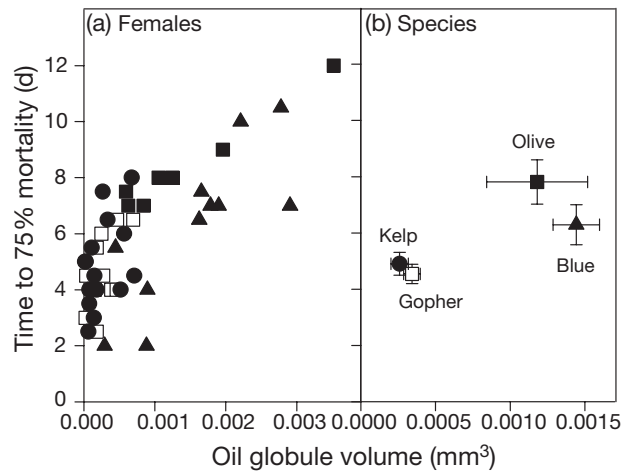 (a) Females
(b) Species
Time to 75% mortality (d)
12
10
8
6
4
2
0
Olive
Kelp
Blue
Gopher
0.000
0.001
0.002
0.003
0.0000
0.0005
0.0010
0.0015
Oil globule volume (mm³)